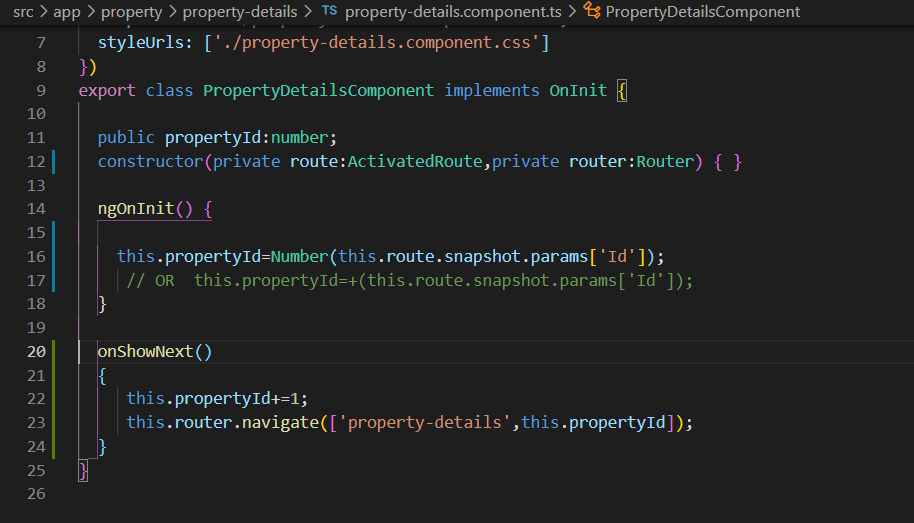 src > app > property > property-details > TS property-details.component.ts > PropertyDetailsComponent
7 styleUrls: ['./property-details.component.css']
8 })
9 export class PropertyDetailsComponent implements OnInit {
10
11 public propertyId:number;
12 constructor(private route:ActivatedRoute,private router:Router) { }
13
14 ngOnInit() {
15
16 this.propertyId=Number(this.route.snapshot.params['Id']);
17 // OR  this.propertyId=+(this.route.snapshot.params['Id']);
18 }
19
20 onShowNext()
21 {
22 this.propertyId+=1;
23 this.router.navigate(['property-details',this.propertyId]);
24 }
25 }
26